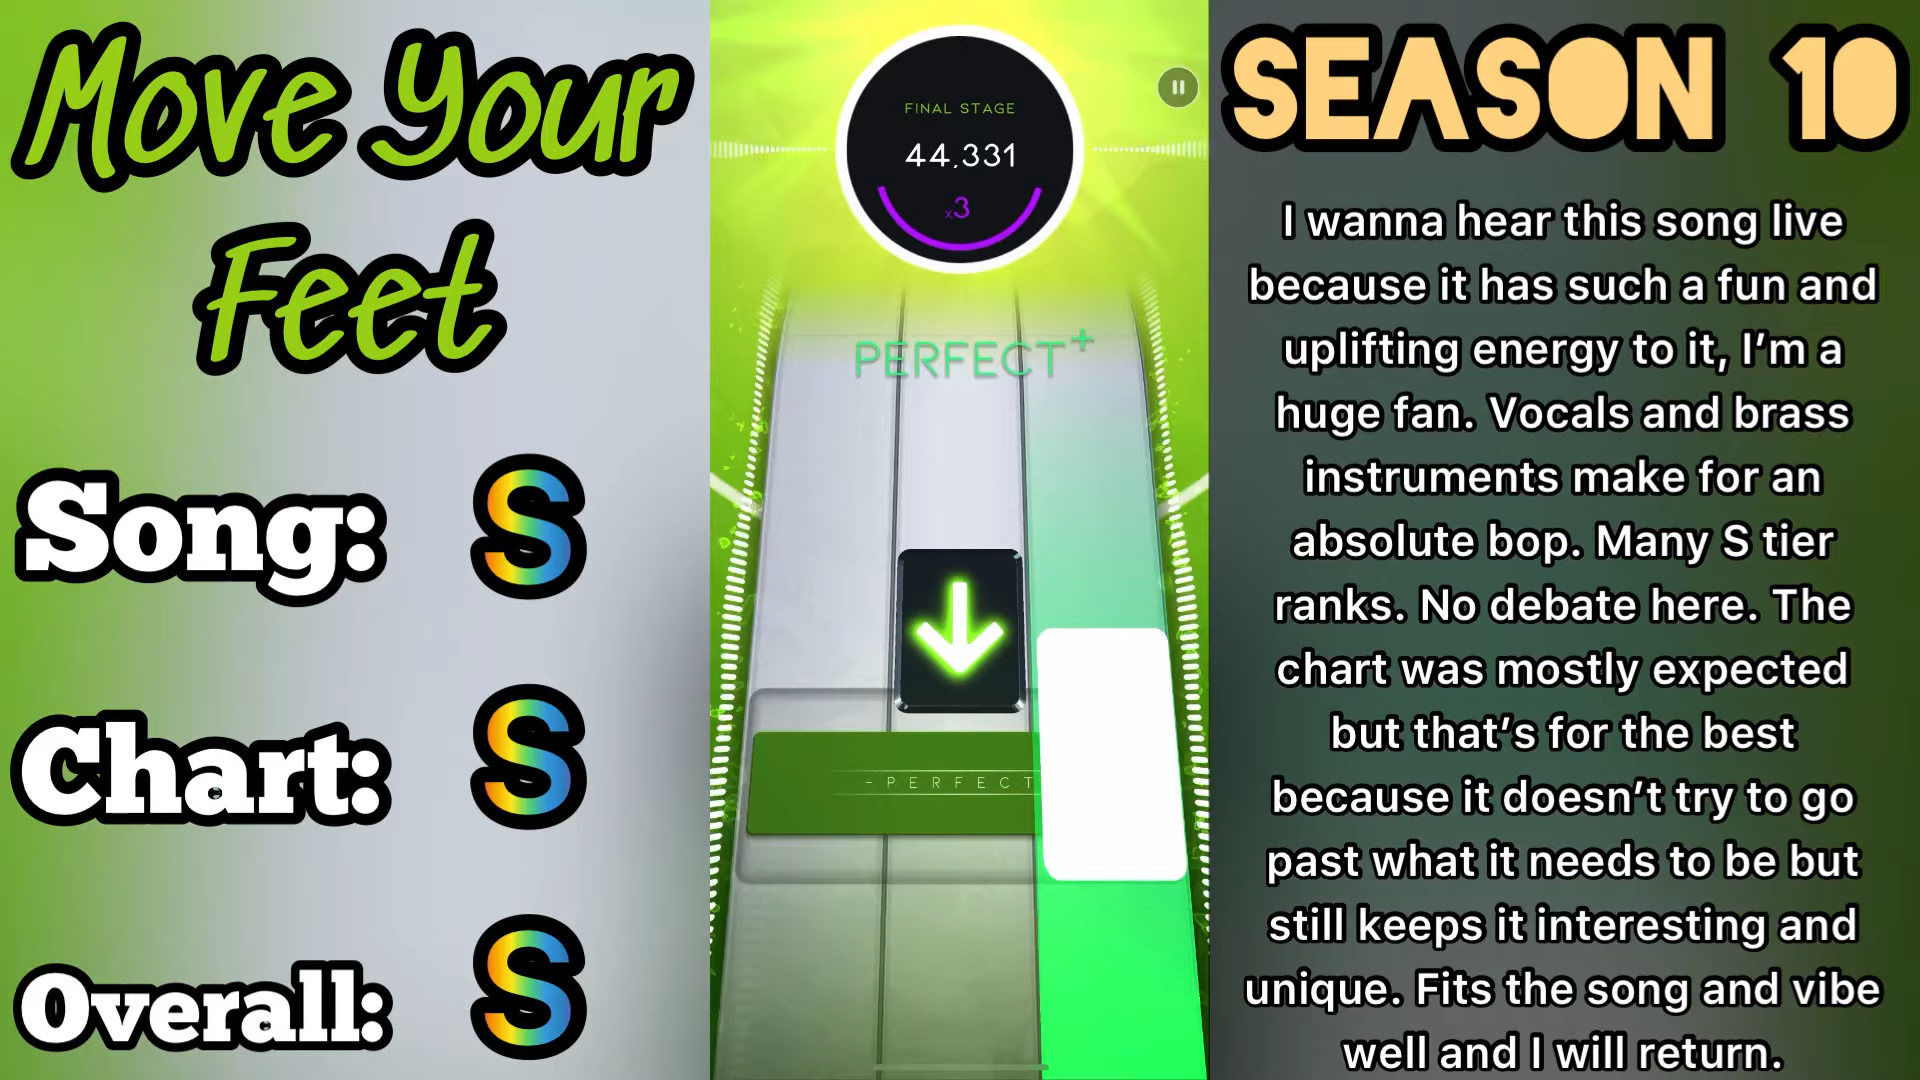 Move Your
Feet
Song: S
Chart: S
Overall: S
FINAL STAGE
44,331
x3
PERFECT+
-PERFECT
SEASON 10
I wanna hear this song live
because it has such a fun and
uplifting energy to it, I’m a
huge fan. Vocals and brass
instruments make for an
absolute bop. Many S tier
ranks. No debate here. The
chart was mostly expected
but that’s for the best
because it doesn’t try to go
past what it needs to be but
still keeps it interesting and
unique. Fits the song and vibe
well and I will return.